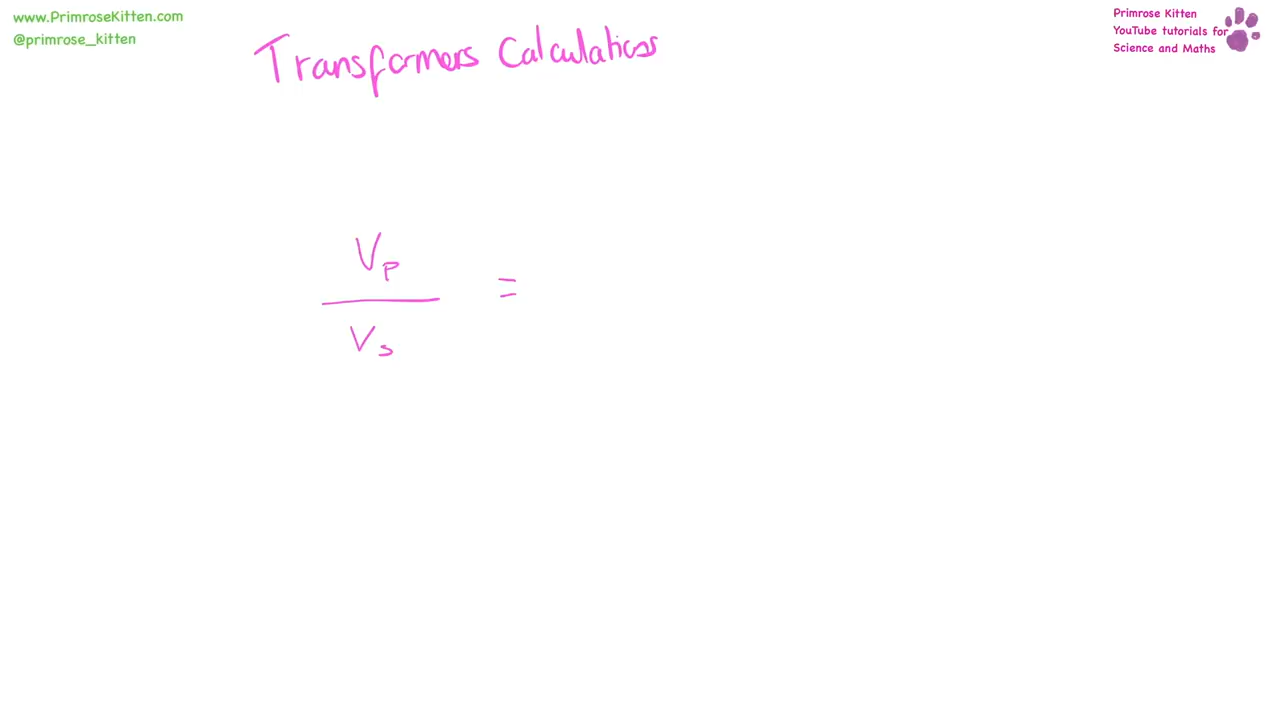 www.PrimroseKitten.com
@primrose_kitten
Primrose Kitten
YouTube tutorials for
Science and Maths
Transformers Calculations
Vp
=
Vs